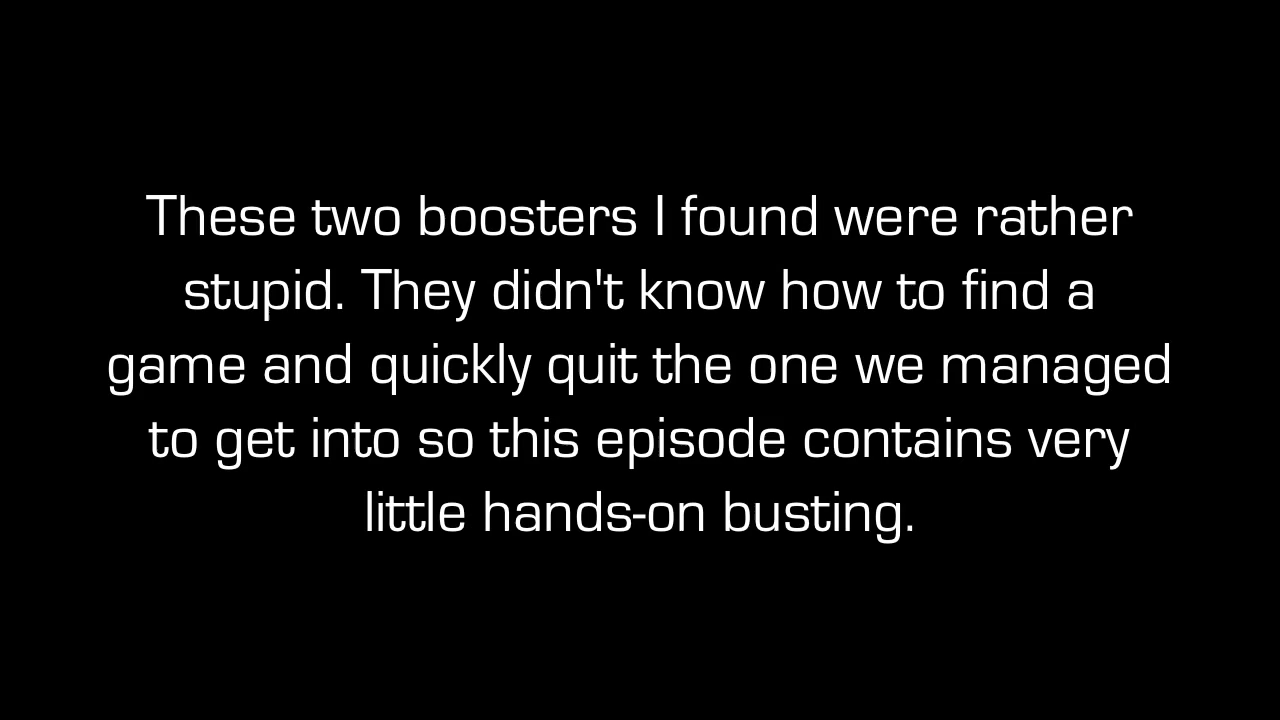 These two boosters I found were rather
stupid. They didn't know how to find a
game and quickly quit the one we managed
to get into so this episode contains very
little hands-on busting.